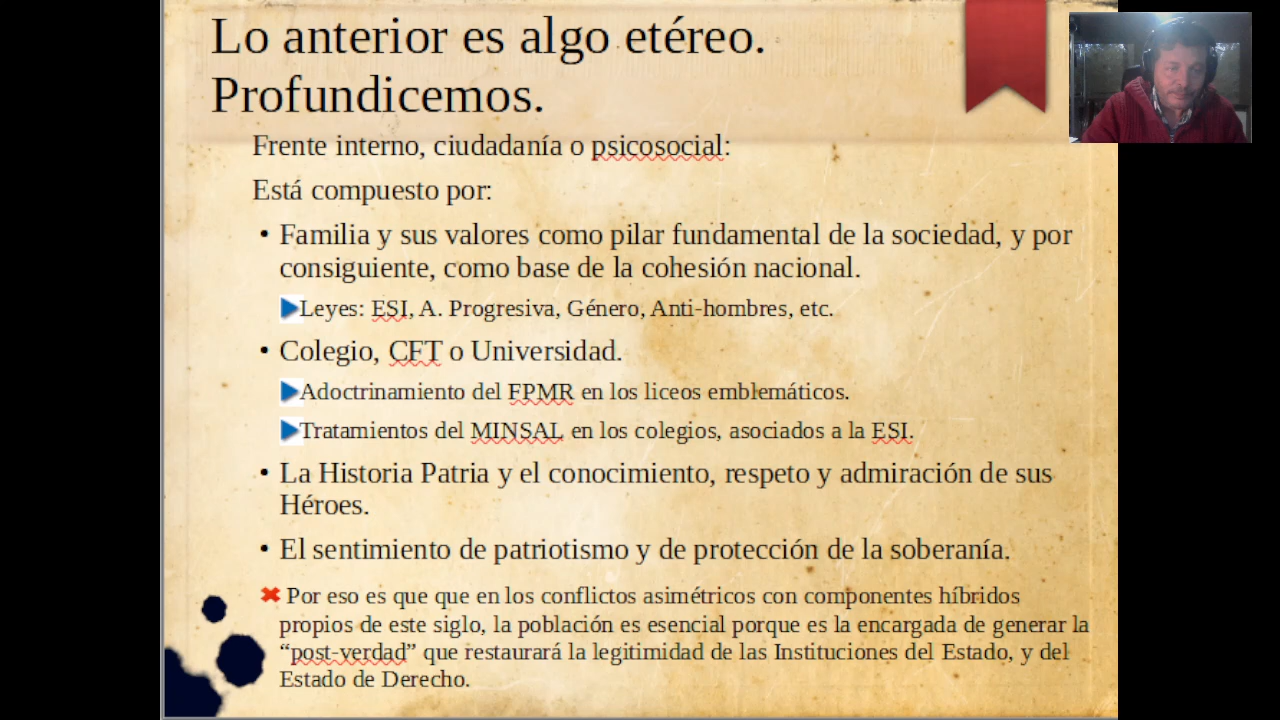 Lo anterior es algo etéreo.
Profundicemos.
Frente interno, ciudadanía o psicosocial:
Está compuesto por:
• Familia y sus valores como pilar fundamental de la sociedad, y por
consiguiente, como base de la cohesión nacional.
Leyes: ESI, A. Progresiva, Género, Anti-hombres, etc.
• Colegio, CFT o Universidad.
Adoctrinamiento del FPMR en los liceos emblemáticos.
Tratamientos del MINSAL en los colegios, asociados a la ESI.
• La Historia Patria y el conocimiento, respeto y admiración de sus
Héroes.
• El sentimiento de patriotismo y de protección de la soberanía.
✖ Por eso es que que en los conflictos asimétricos con componentes híbridos
propios de este siglo, la población es esencial porque es la encargada de generar la
“post-verdad” que restaurará la legitimidad de las Instituciones del Estado, y del
Estado de Derecho.